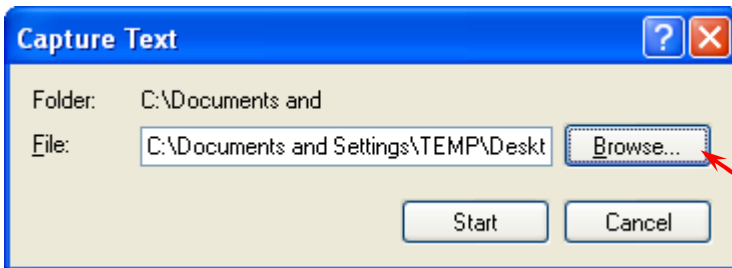 Capture Text
Folder: C:\Documents and
File: C:\Documents and Settings\TEMP\Deskt Browse...
Start Cancel